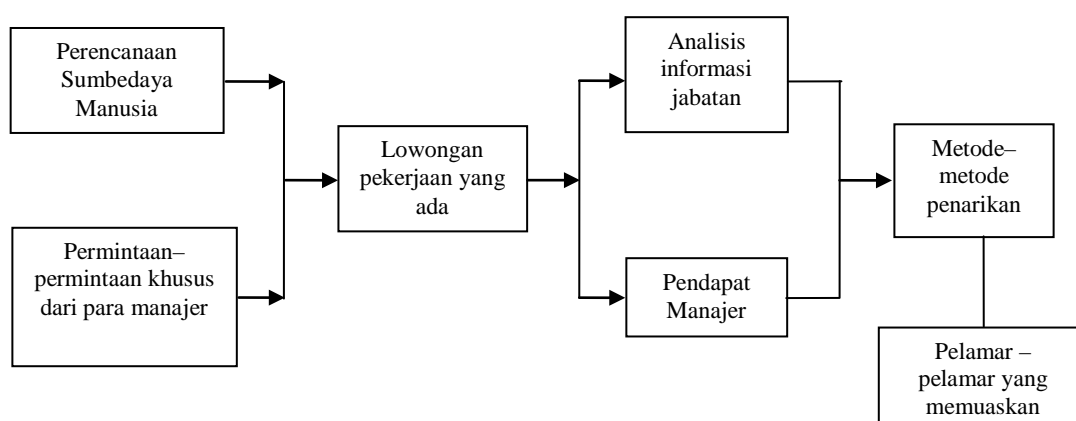 Perencanaan
Sumbedaya
Manusia
Permintaan–
permintaan khusus
dari para manajer
Lowongan
pekerjaan yang
ada
Analisis
informasi
jabatan
Pendapat
Manajer
Metode–
metode
penarikan
Pelamar –
pelamar yang
memuaskan